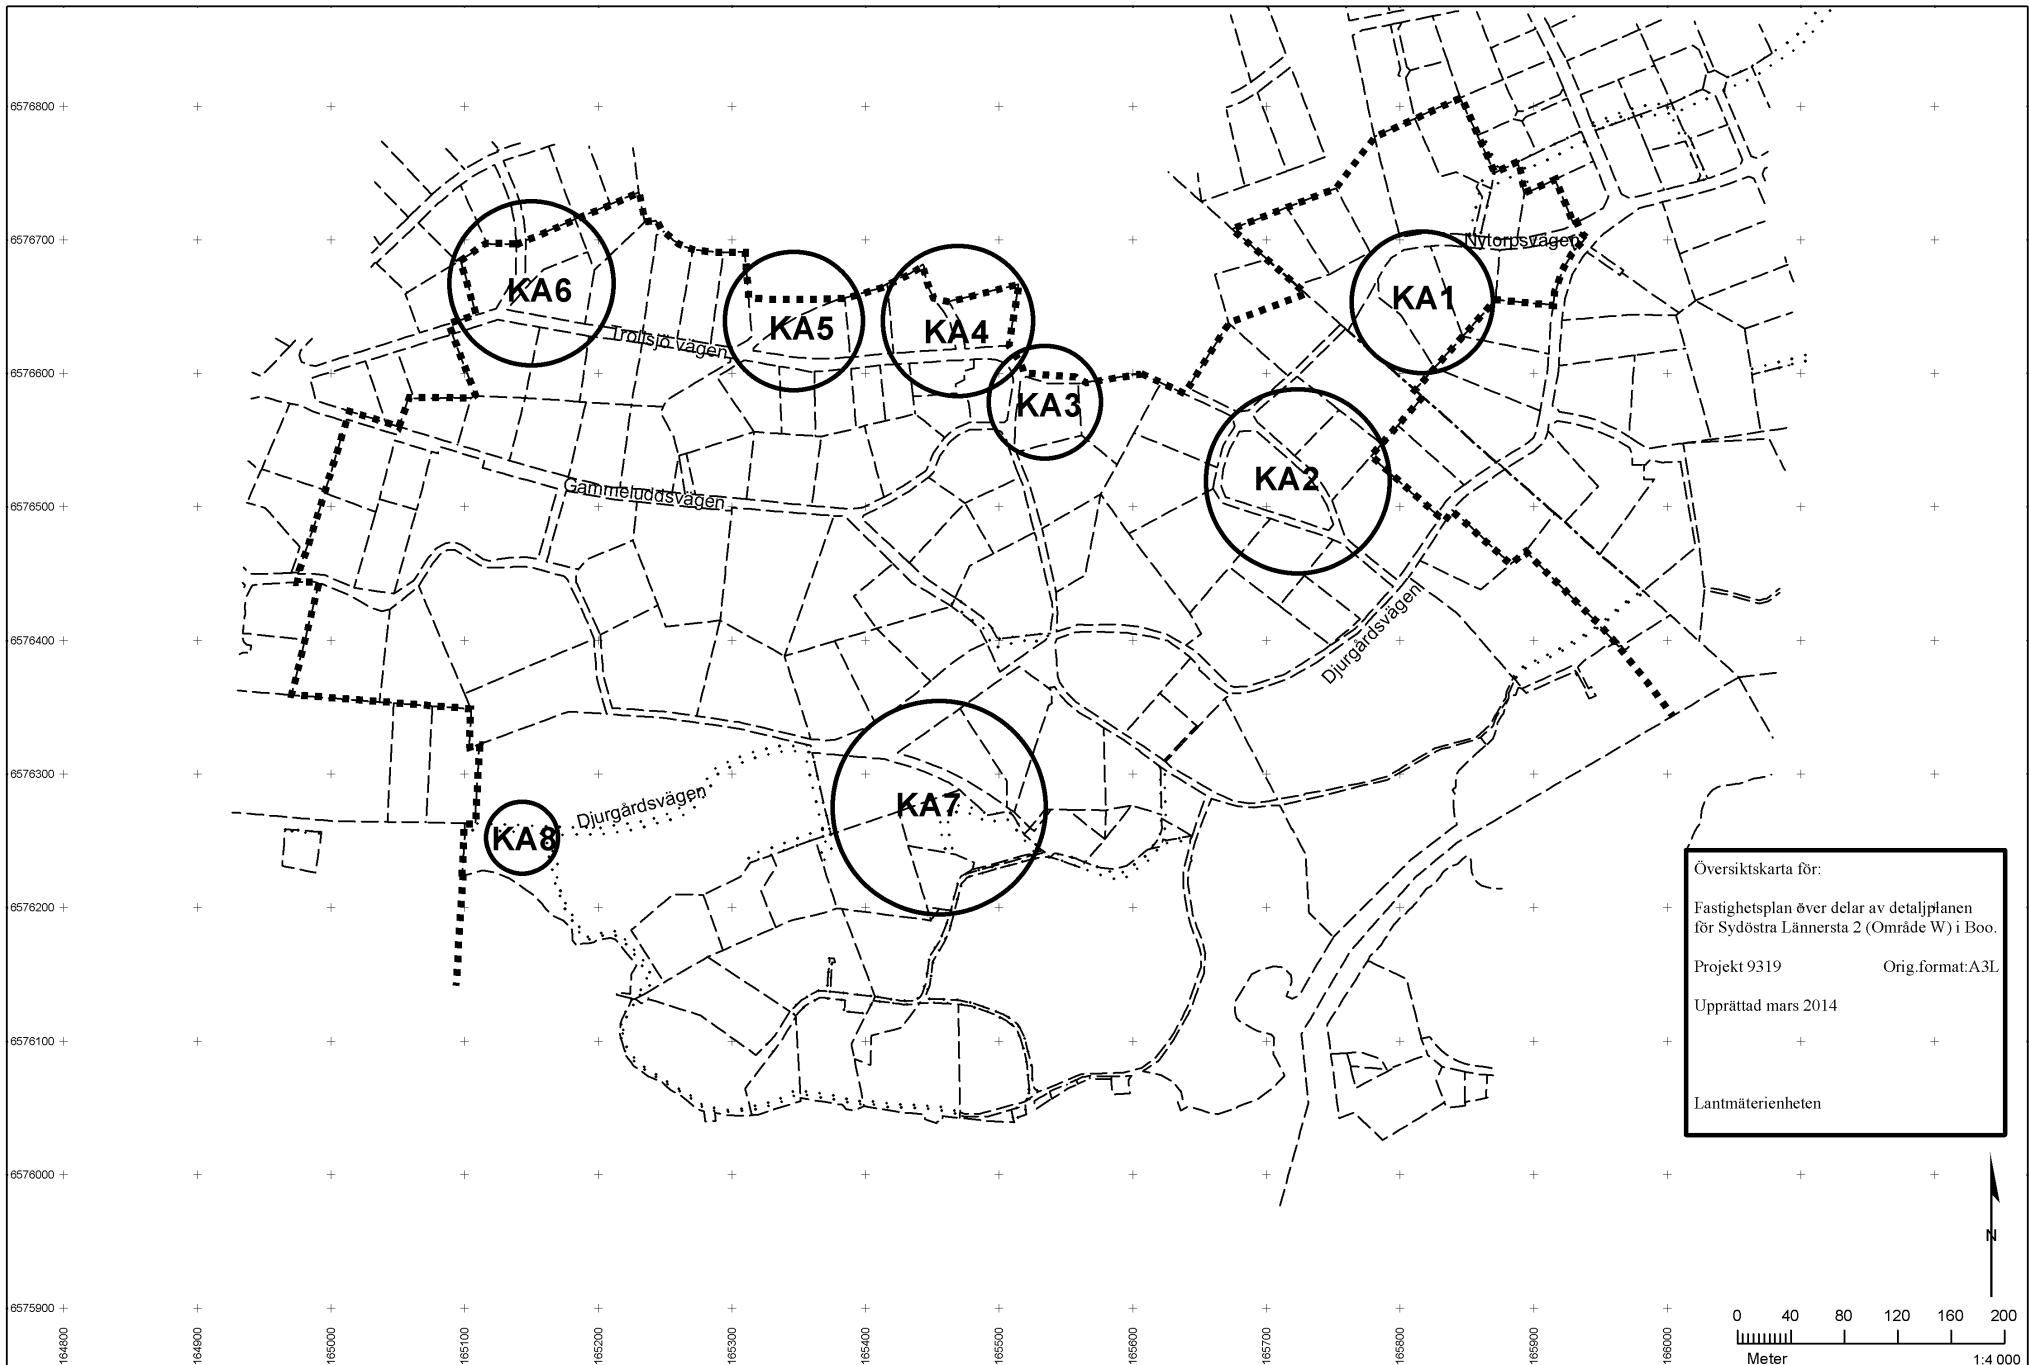 6576800
6576700
Nytorpsvägen
KA6
KA1
KA5
KA4
Trollsjö vägen
6576600
KA3
KA2
Gammeluddsvägen
6576500
Djurgårdsvägen
6576400
6576300
KA7
Djurgårdsvägen
KA8
Översiktskarta för:
6576200
Fastighetsplan över delar av detaljplanen
för Sydöstra Lännersta 2 (Område W) i Boo.
Projekt 9319 Orig.format:A3L
Upprättad mars 2014
6576100
Lantmäterienheten
6576000
N
6575900
0 40 80 120 160 200
Meter 1:4 000
164800 164900 165000 165100 165200 165300 165400 165500 165600 165700 165800 165900 166000